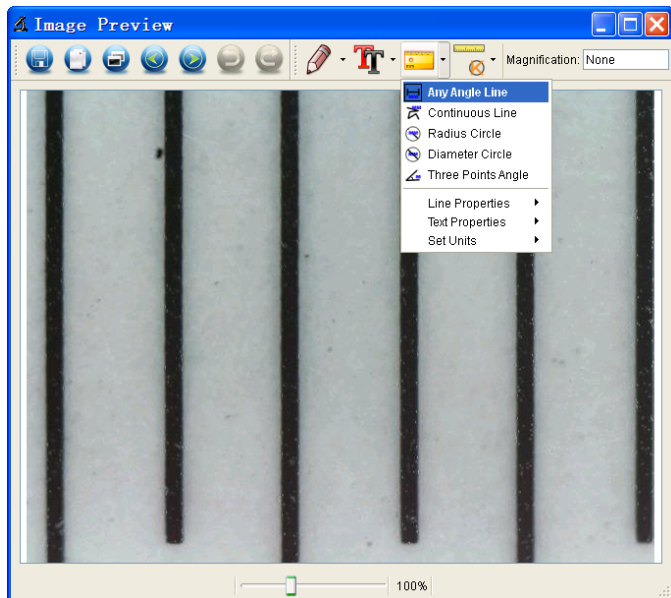 Image Preview
Magnification: None
Any Angle Line
Continuous Line
Radius Circle
Diameter Circle
Three Points Angle
Line Properties
Text Properties
Set Units
100%